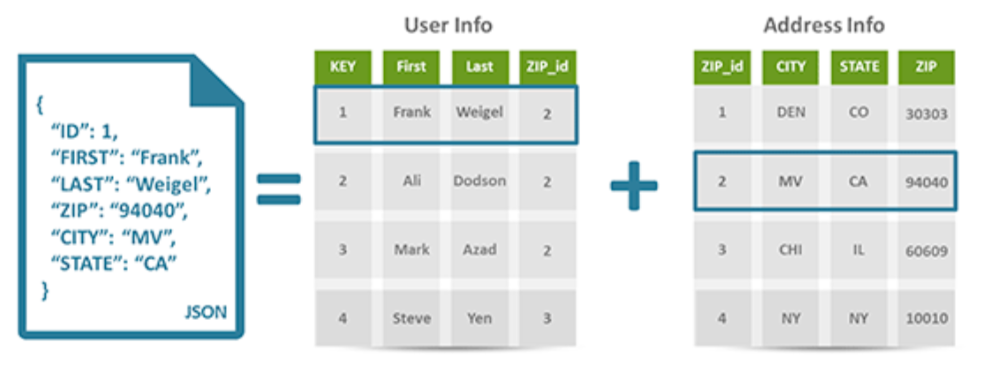 {
“ID”: 1,
“FIRST”: “Frank”,
“LAST”: “Weigel”,
“ZIP”: “94040”,
“CITY”: “MV”,
“STATE”: “CA”
}
JSON
=
User Info
KEY First Last ZIP_id
1 Frank Weigel 2
2 Ali Dodson 2
3 Mark Azad 2
4 Steve Yen 3
+
Address Info
ZIP_id CITY STATE ZIP
1 DEN CO 30303
2 MV CA 94040
3 CHI IL 60609
4 NY NY 10010